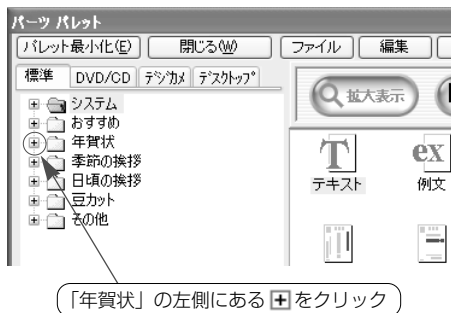 パーツ パレット
パレット最小化(E) 閉じる(W) ファイル 編集
標準 DVD/CD デジカメ デスクトップ
システム
おすすめ
年賀状
季節の挨拶
日頃の挨拶
豆カット
その他
拡大表示
T ex
テキスト 例文
「年賀状」の左側にある+をクリック